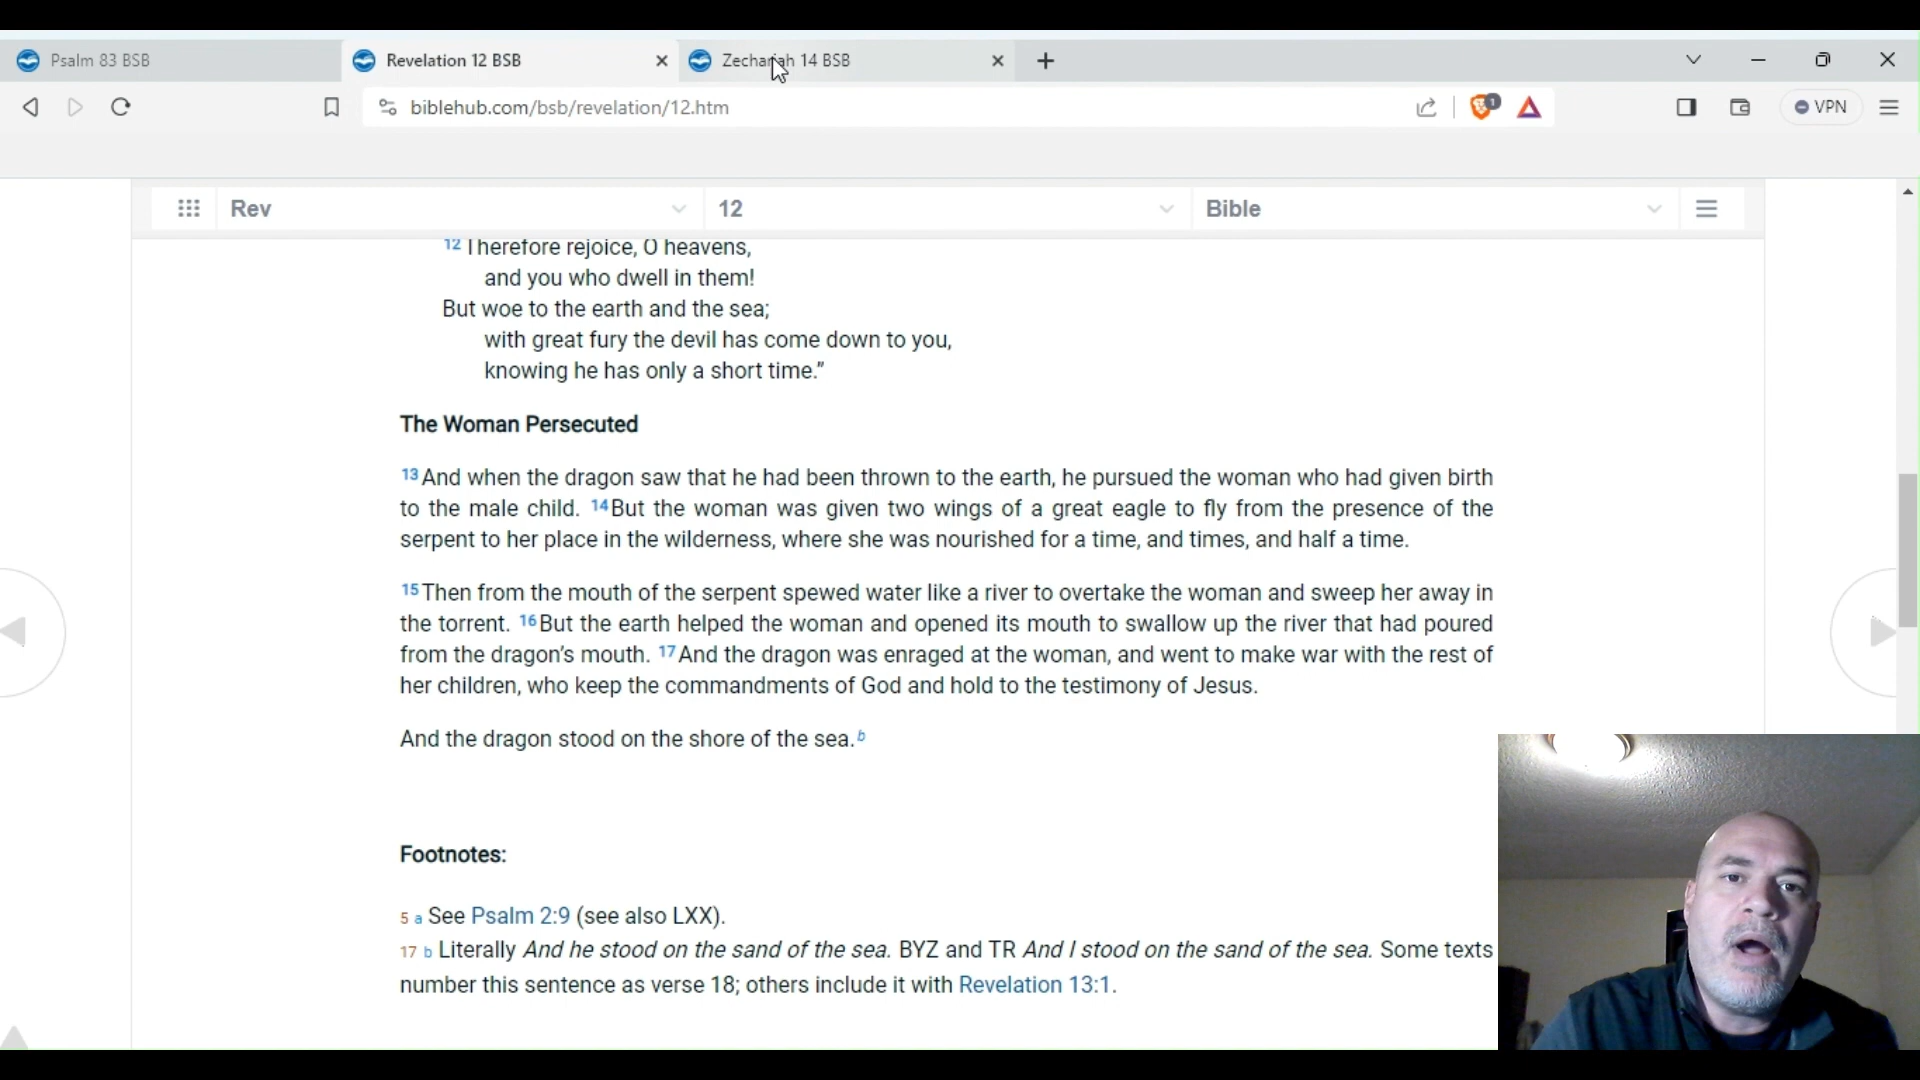 Psalm 83 BSB
Revelation 12 BSB
Zechariah 14 BSB
biblehub.com/bsb/revelation/12.htm
1
VPN
Rev
12
Bible
12 Therefore rejoice, O heavens,
and you who dwell in them!
But woe to the earth and the sea;
with great fury the devil has come down to you,
knowing he has only a short time.”
The Woman Persecuted
13 And when the dragon saw that he had been thrown to the earth, he pursued the woman who had given birth
to the male child. 14 But the woman was given two wings of a great eagle to fly from the presence of the
serpent to her place in the wilderness, where she was nourished for a time, and times, and half a time.
15 Then from the mouth of the serpent spewed water like a river to overtake the woman and sweep her away in
the torrent. 16 But the earth helped the woman and opened its mouth to swallow up the river that had poured
from the dragon’s mouth. 17 And the dragon was enraged at the woman, and went to make war with the rest of
her children, who keep the commandments of God and hold to the testimony of Jesus.
And the dragon stood on the shore of the sea. b
Footnotes:
5 a See Psalm 2:9 (see also LXX).
17 b Literally And he stood on the sand of the sea. BYZ and TR And I stood on the sand of the sea. Some texts
number this sentence as verse 18; others include it with Revelation 13:1.